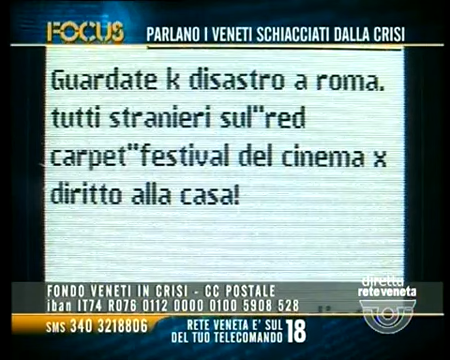 FOCUS
PARLANO I VENETI SCHIACCIATI DALLA CRISI
Guardate k disastro a roma.
tutti stranieri sul"red
carpet"festival del cinema x
diritto alla casa!
diretta
reteveneta
FONDO VENETI IN CRISI - CC POSTALE
iban IT74 R076 0112 0000 0100 5908 528
SMS 340 3218806
RETE VENETA E' SUL
DEL TUO TELECOMANDO 18